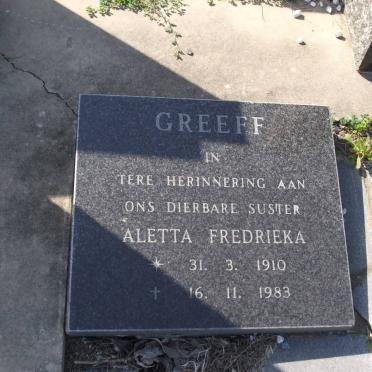 GREEFF
IN
TERE HERINNERING AAN
ONS DIERBARE SUSTER
ALETTA FREDRIEKA
* 31. 3. 1910
+ 16. 11. 1983